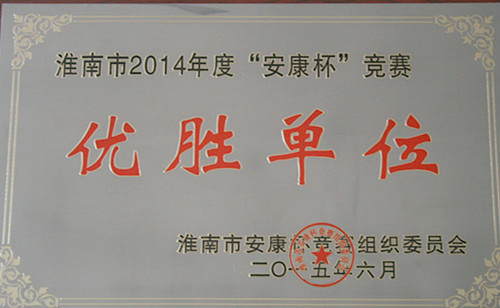 淮南市2014年度“安康杯”竞赛
优胜单位
淮南市安康杯竞赛组织委员会
二〇一五年六月